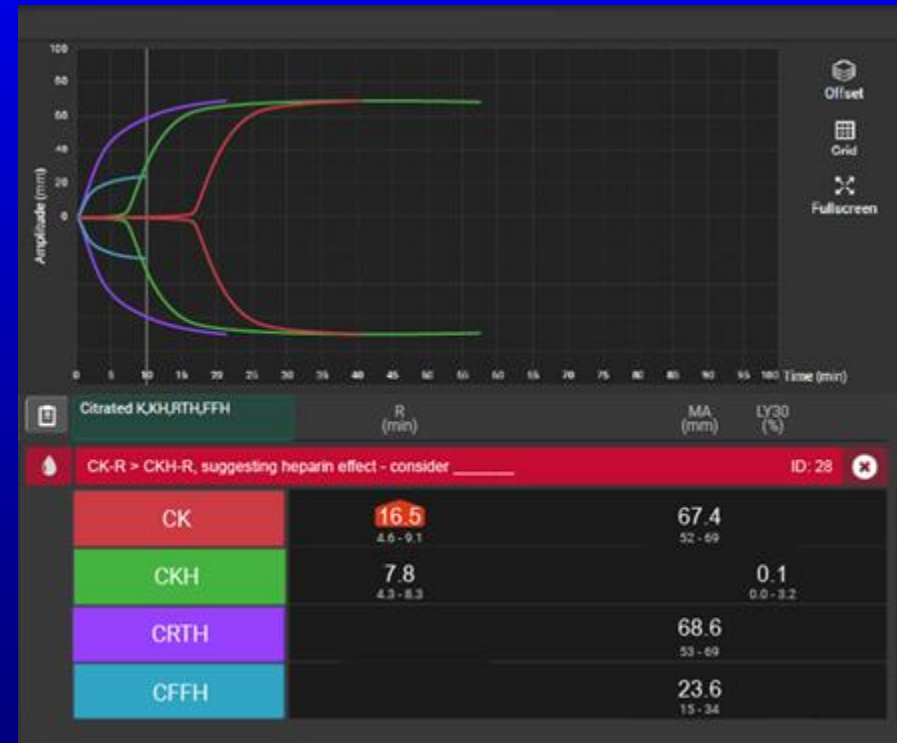 100
80
60
40
20
0
Amplitude (mm)
Offset
Grid
Fullscreen
0 5 10 15 20 25 30 35 40 45 50 55 60 65 70 75 80 85 90 95 100 Time (min)
Citrated K,KH,RTH,FFH R (min) MA (mm) LY30 (%)
CK-R > CKH-R, suggesting heparin effect - consider _______ ID: 28
CK 16.5 67.4
4.6 - 9.1 52 - 69
CKH 7.8 0.1
4.3 - 8.3 0.0 - 3.2
CRTH 68.6
53 - 69
CFFH 23.6
15 - 34